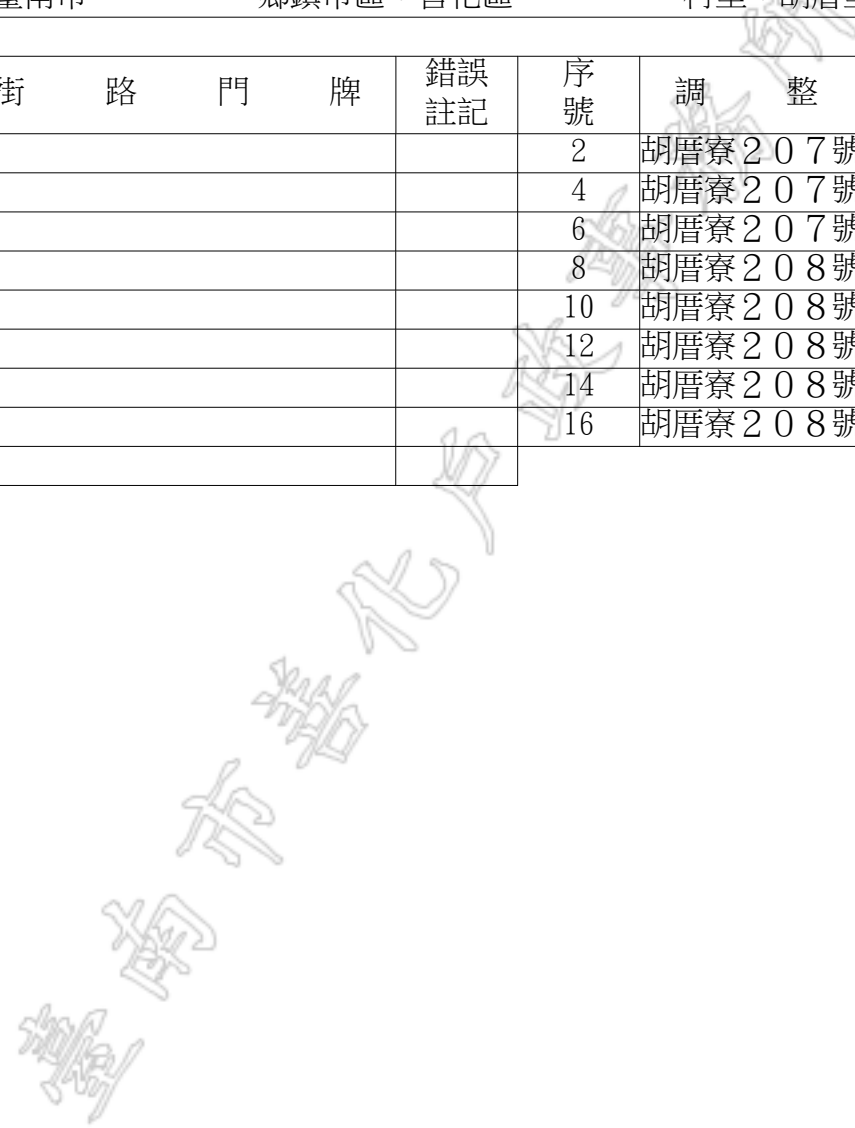 臺南市 鄉鎮市區：善化區 村里 胡厝里
街 路 門 牌 錯誤註記 序號 調 整
2 胡厝寮２０７號
4 胡厝寮２０７號
6 胡厝寮２０７號
8 胡厝寮２０８號
10 胡厝寮２０８號
12 胡厝寮２０８號
14 胡厝寮２０８號
16 胡厝寮２０８號
臺南市善化戶政事務所